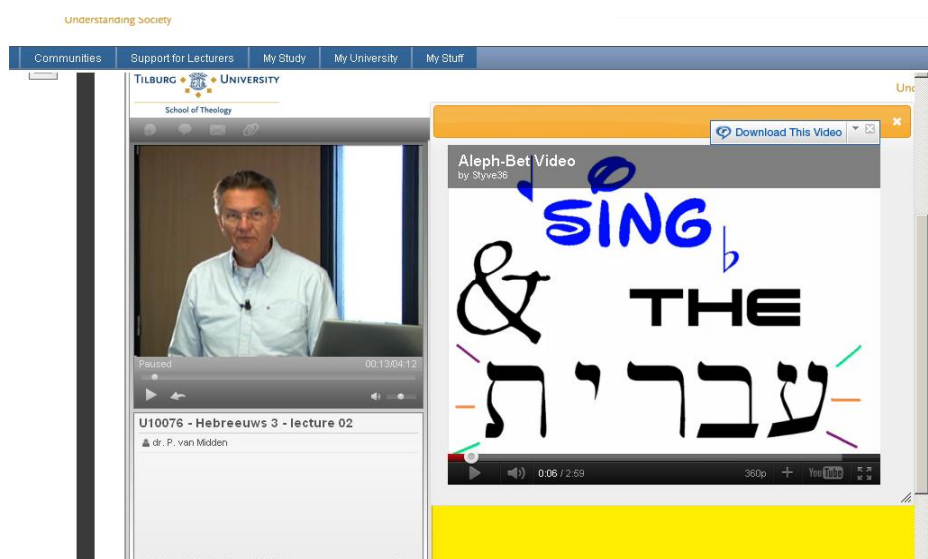 Understanding Society
Communities Support for Lecturers My Study My University My Stuff
TILBURG UNIVERSITY
School of Theology
Paused 00:13/04:12
U10076 - Hebreeuws 3 - lecture 02
dr. P. van Midden
Download This Video
Aleph-Bet Video
by Styve36
SING
& THE
עברית
0:06 / 2:59 360p YouTube